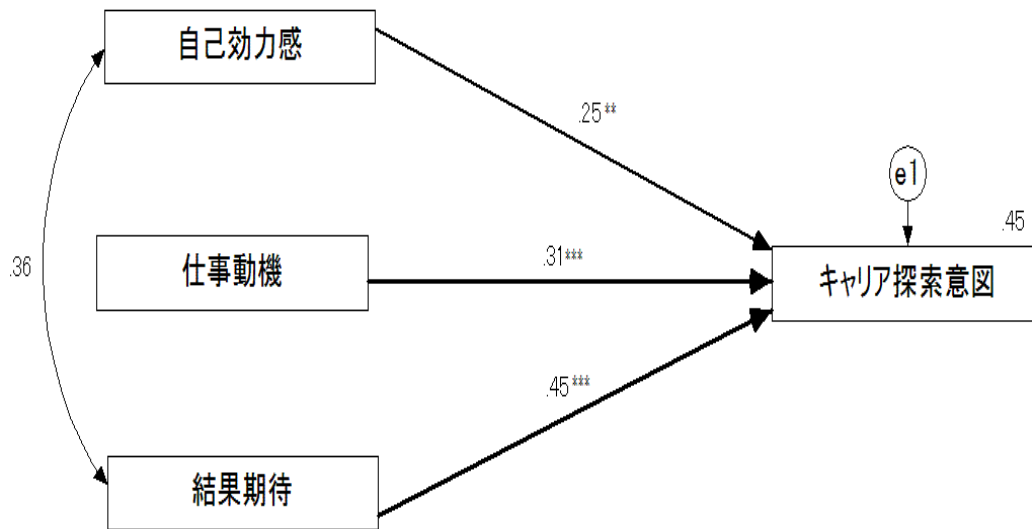 自己効力感
.25**
e1
.45
仕事動機
.31***
キャリア探索意図
.36
.45***
結果期待